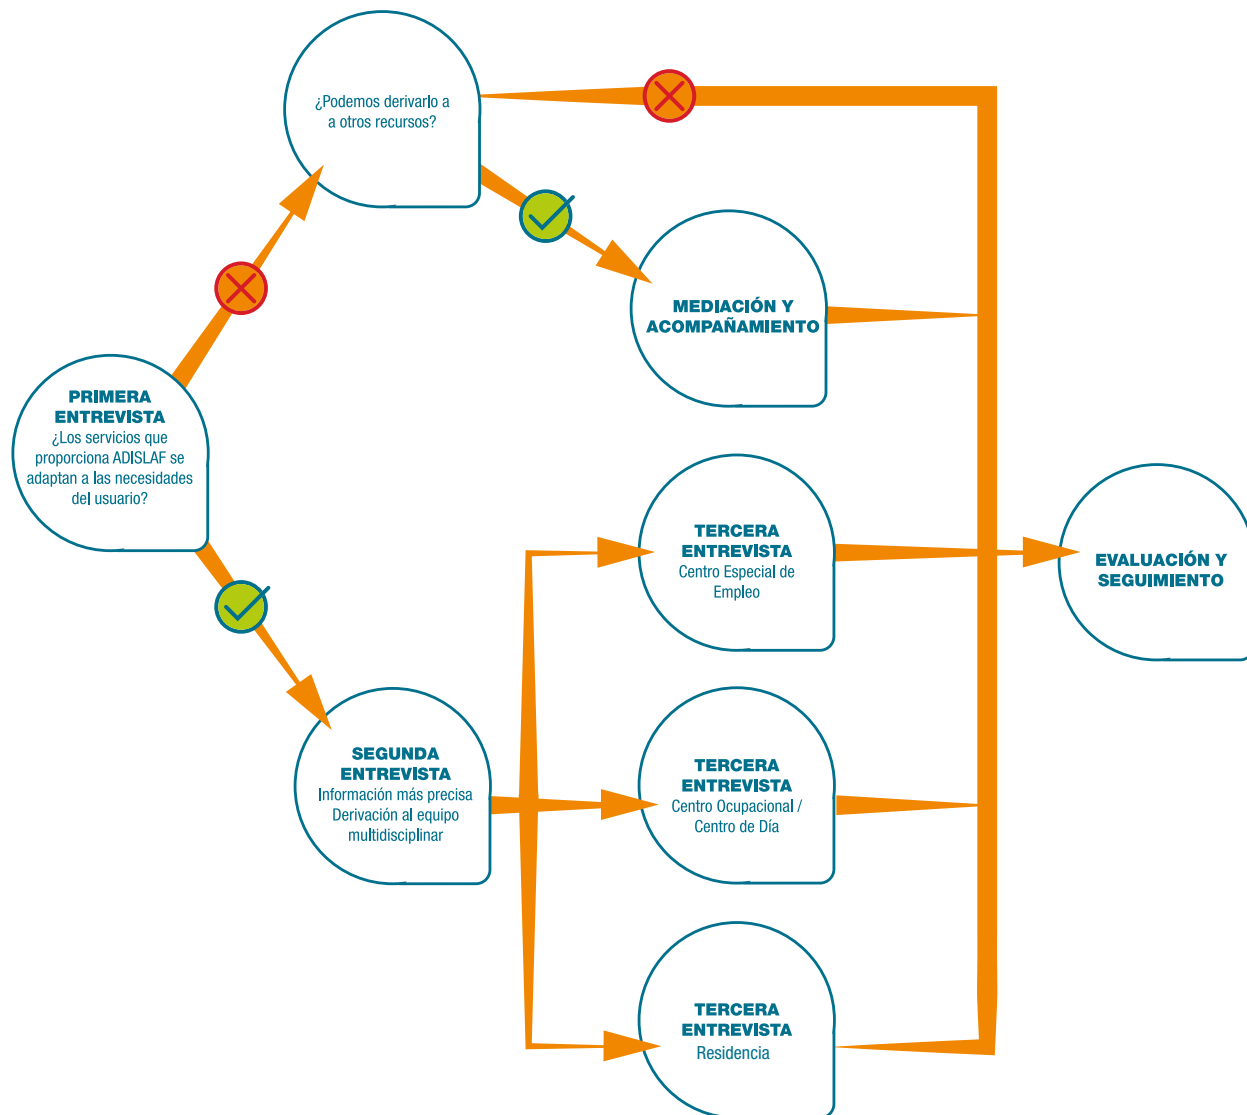 ¿Podemos derivarlo a
a otros recursos?
MEDIACIÓN Y
ACOMPAÑAMIENTO
PRIMERA
ENTREVISTA
¿Los servicios que
proporciona ADISLAF se
adaptan a las necesidades
del usuario?
TERCERA
ENTREVISTA
Centro Especial de
Empleo
EVALUACIÓN Y
SEGUIMIENTO
SEGUNDA
ENTREVISTA
Información más precisa
Derivación al equipo
multidisciplinar
TERCERA
ENTREVISTA
Centro Ocupacional /
Centro de Día
TERCERA
ENTREVISTA
Residencia